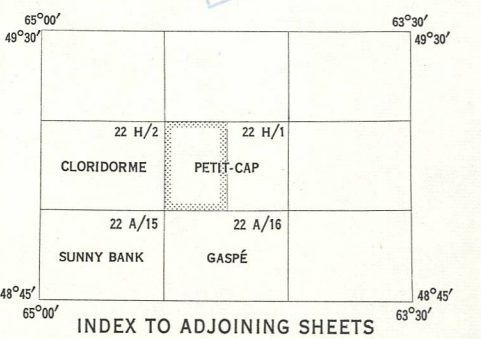 65°00′ 63°30′
49°30′ 49°30′
22 H/2 22 H/1
CLORIDORME PETIT-CAP
22 A/15 22 A/16
SUNNY BANK GASPÉ
48°45′ 48°45′
65°00′ 63°30′
INDEX TO ADJOINING SHEETS